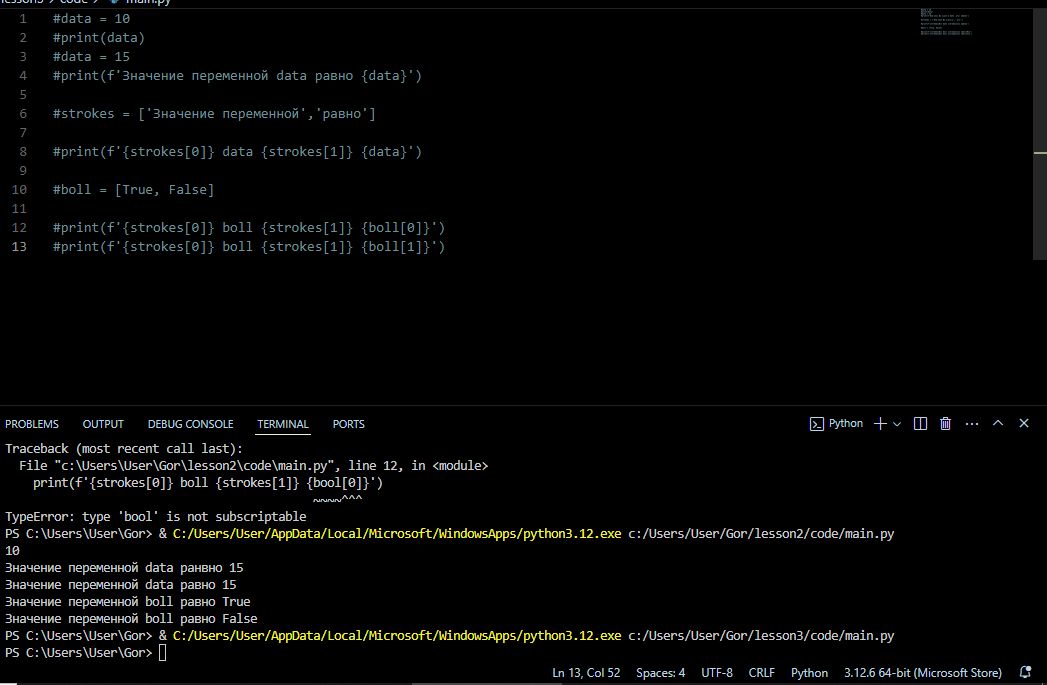 lesson3 > code > main.py
1 #data = 10
2 #print(data)
3 #data = 15
4 #print(f'Значение переменной data равно {data}')
5
6 #strokes = ['Значение переменной','равно']
7
8 #print(f'{strokes[0]} data {strokes[1]} {data}')
9
10 #boll = [True, False]
11
12 #print(f'{strokes[0]} boll {strokes[1]} {boll[0]}')
13 #print(f'{strokes[0]} boll {strokes[1]} {boll[1]}')
PROBLEMS OUTPUT DEBUG CONSOLE TERMINAL PORTS Python
Traceback (most recent call last):
File "c:\Users\User\Gor\lesson2\code\main.py", line 12, in <module>
print(f'{strokes[0]} boll {strokes[1]} {bool[0]}')
~~~~^^^
TypeError: type 'bool' is not subscriptable
PS C:\Users\User\Gor> & C:/Users/User/AppData/Local/Microsoft/WindowsApps/python3.12.exe c:/Users/User/Gor/lesson2/code/main.py
10
Значение переменной data ранвно 15
Значение переменной data равно 15
Значение переменной boll равно True
Значение переменной boll равно False
PS C:\Users\User\Gor> & C:/Users/User/AppData/Local/Microsoft/WindowsApps/python3.12.exe c:/Users/User/Gor/lesson3/code/main.py
PS C:\Users\User\Gor>
Ln 13, Col 52 Spaces: 4 UTF-8 CRLF Python 3.12.6 64-bit (Microsoft Store)